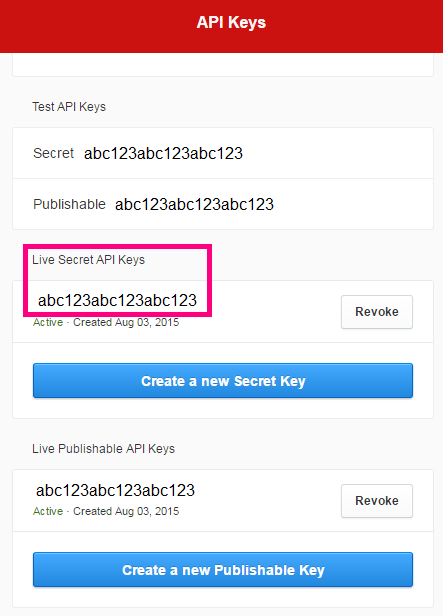 API Keys
Test API Keys
Secret abc123abc123abc123
Publishable abc123abc123abc123
Live Secret API Keys
abc123abc123abc123
Active · Created Aug 03, 2015
Revoke
Create a new Secret Key
Live Publishable API Keys
abc123abc123abc123
Active · Created Aug 03, 2015
Revoke
Create a new Publishable Key